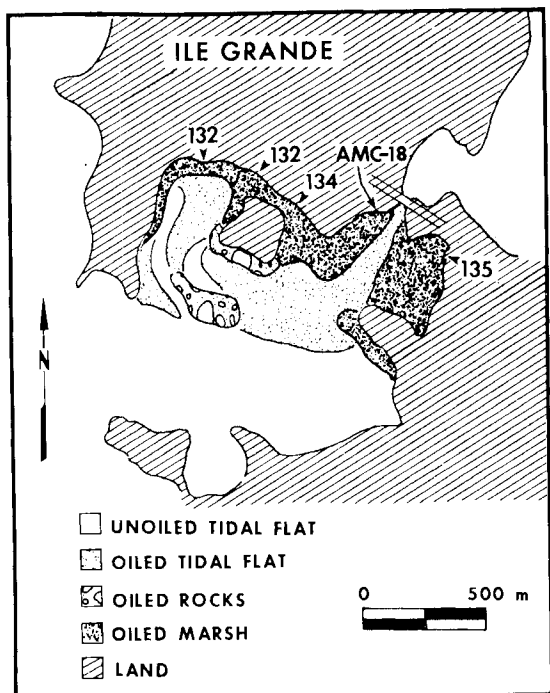 ILE GRANDE
132
132
134
AMC-18
135
N
UNOILED TIDAL FLAT
OILED TIDAL FLAT
OILED ROCKS
OILED MARSH
LAND
0 500 m